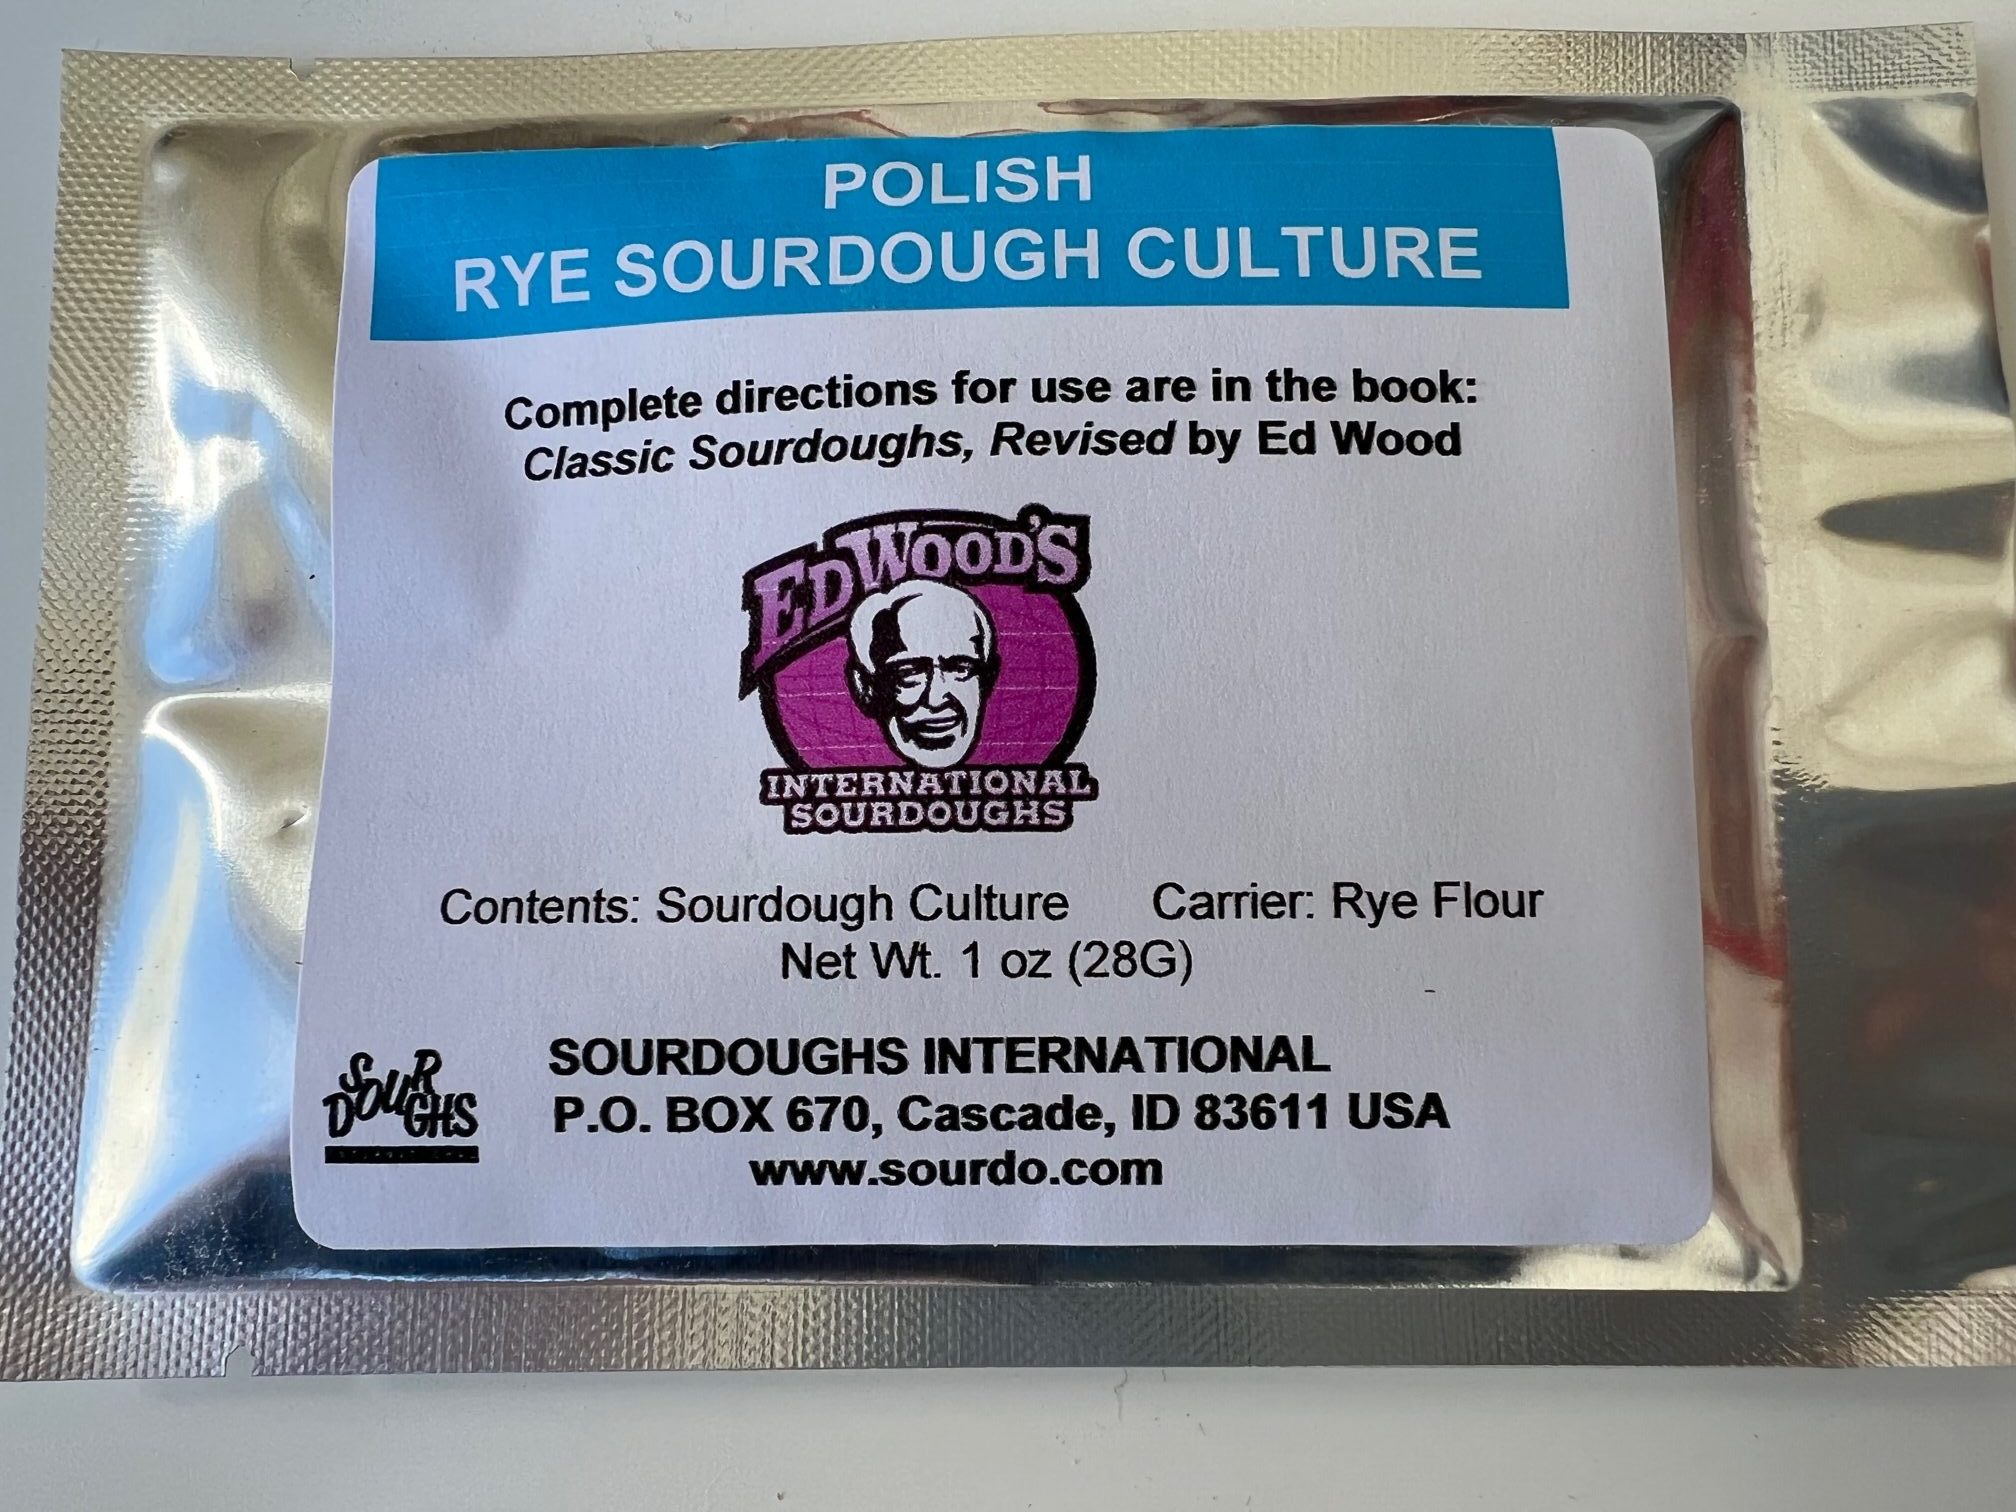 POLISH
RYE SOURDOUGH CULTURE
Complete directions for use are in the book:
Classic Sourdoughs, Revised by Ed Wood
ED WOOD'S
INTERNATIONAL
SOURDOUGHS
Contents: Sourdough Culture Carrier: Rye Flour
Net Wt. 1 oz (28G)
SOURDOUGHS
SOURDOUGHS INTERNATIONAL
P.O. BOX 670, Cascade, ID 83611 USA
www.sourdo.com